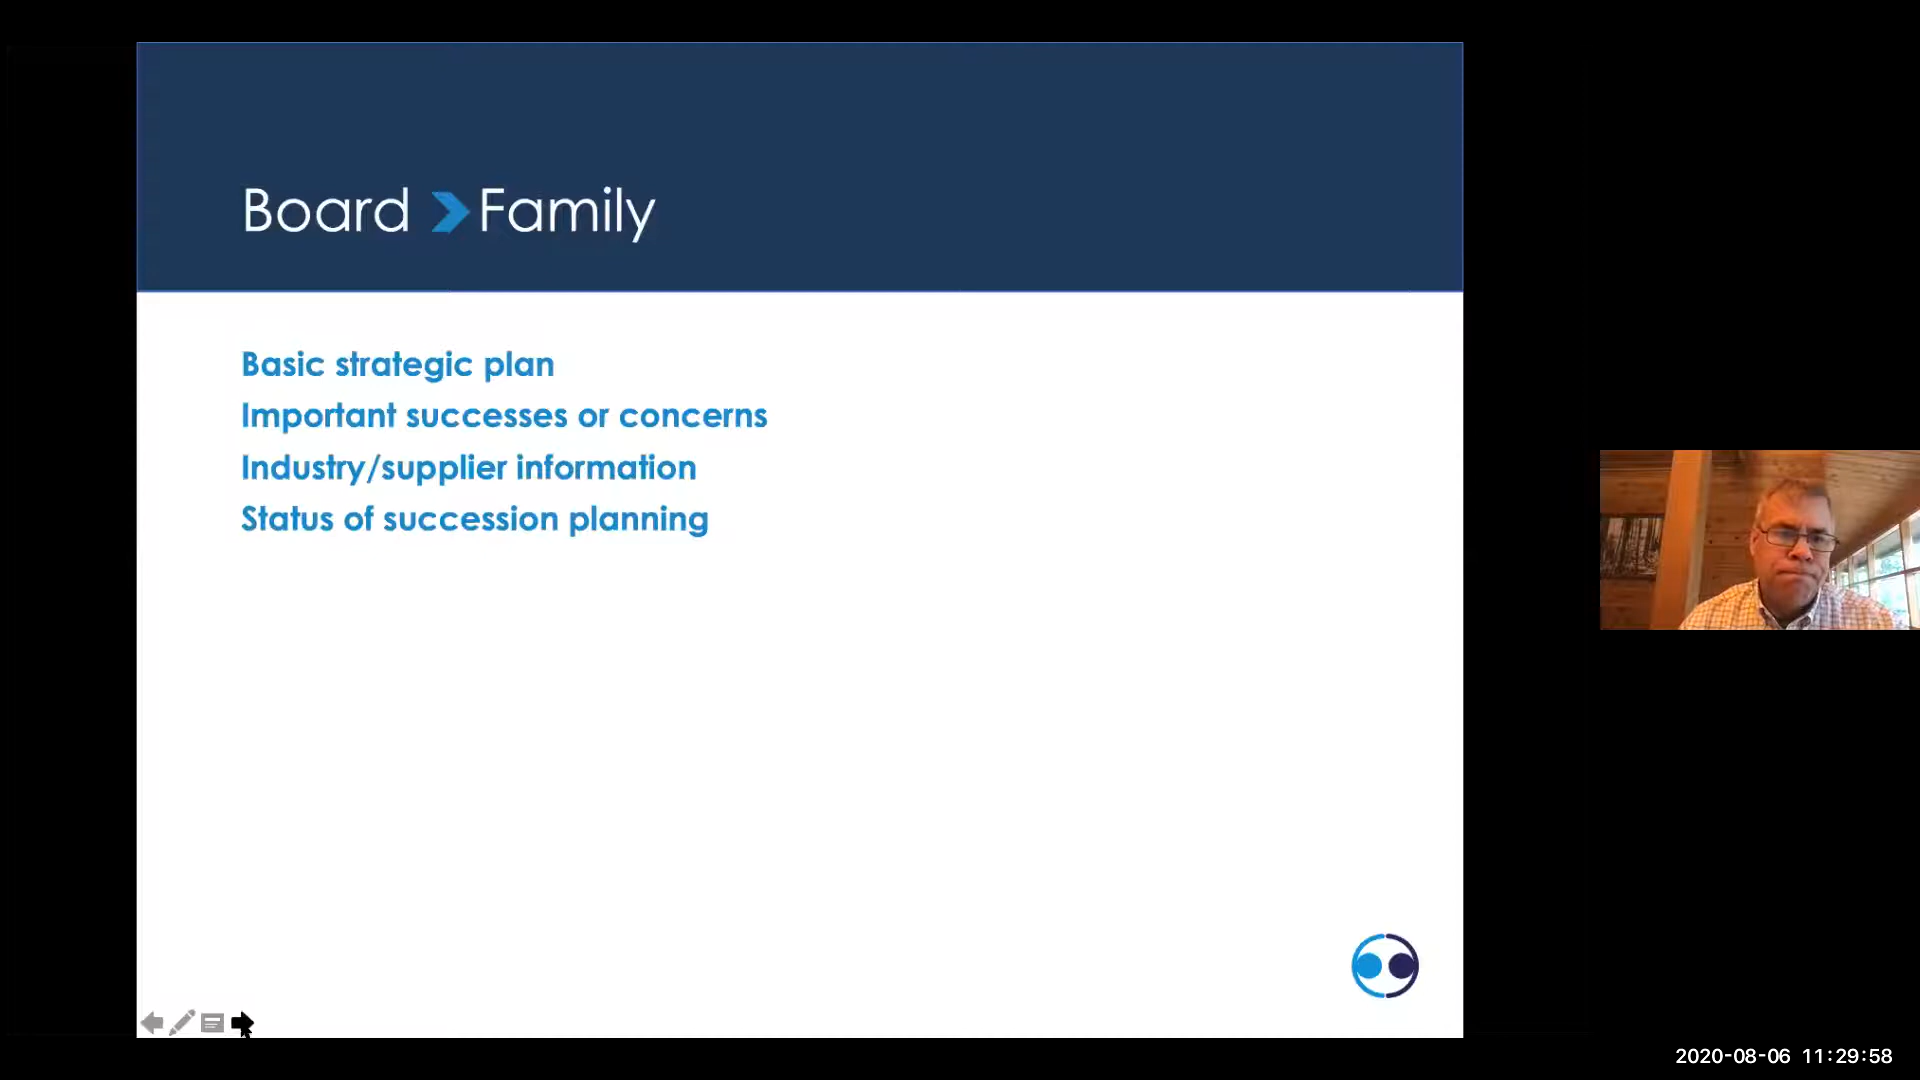 Board Family
Basic strategic plan
Important successes or concerns
Industry/supplier information
Status of succession planning
2020-08-06 11:29:58